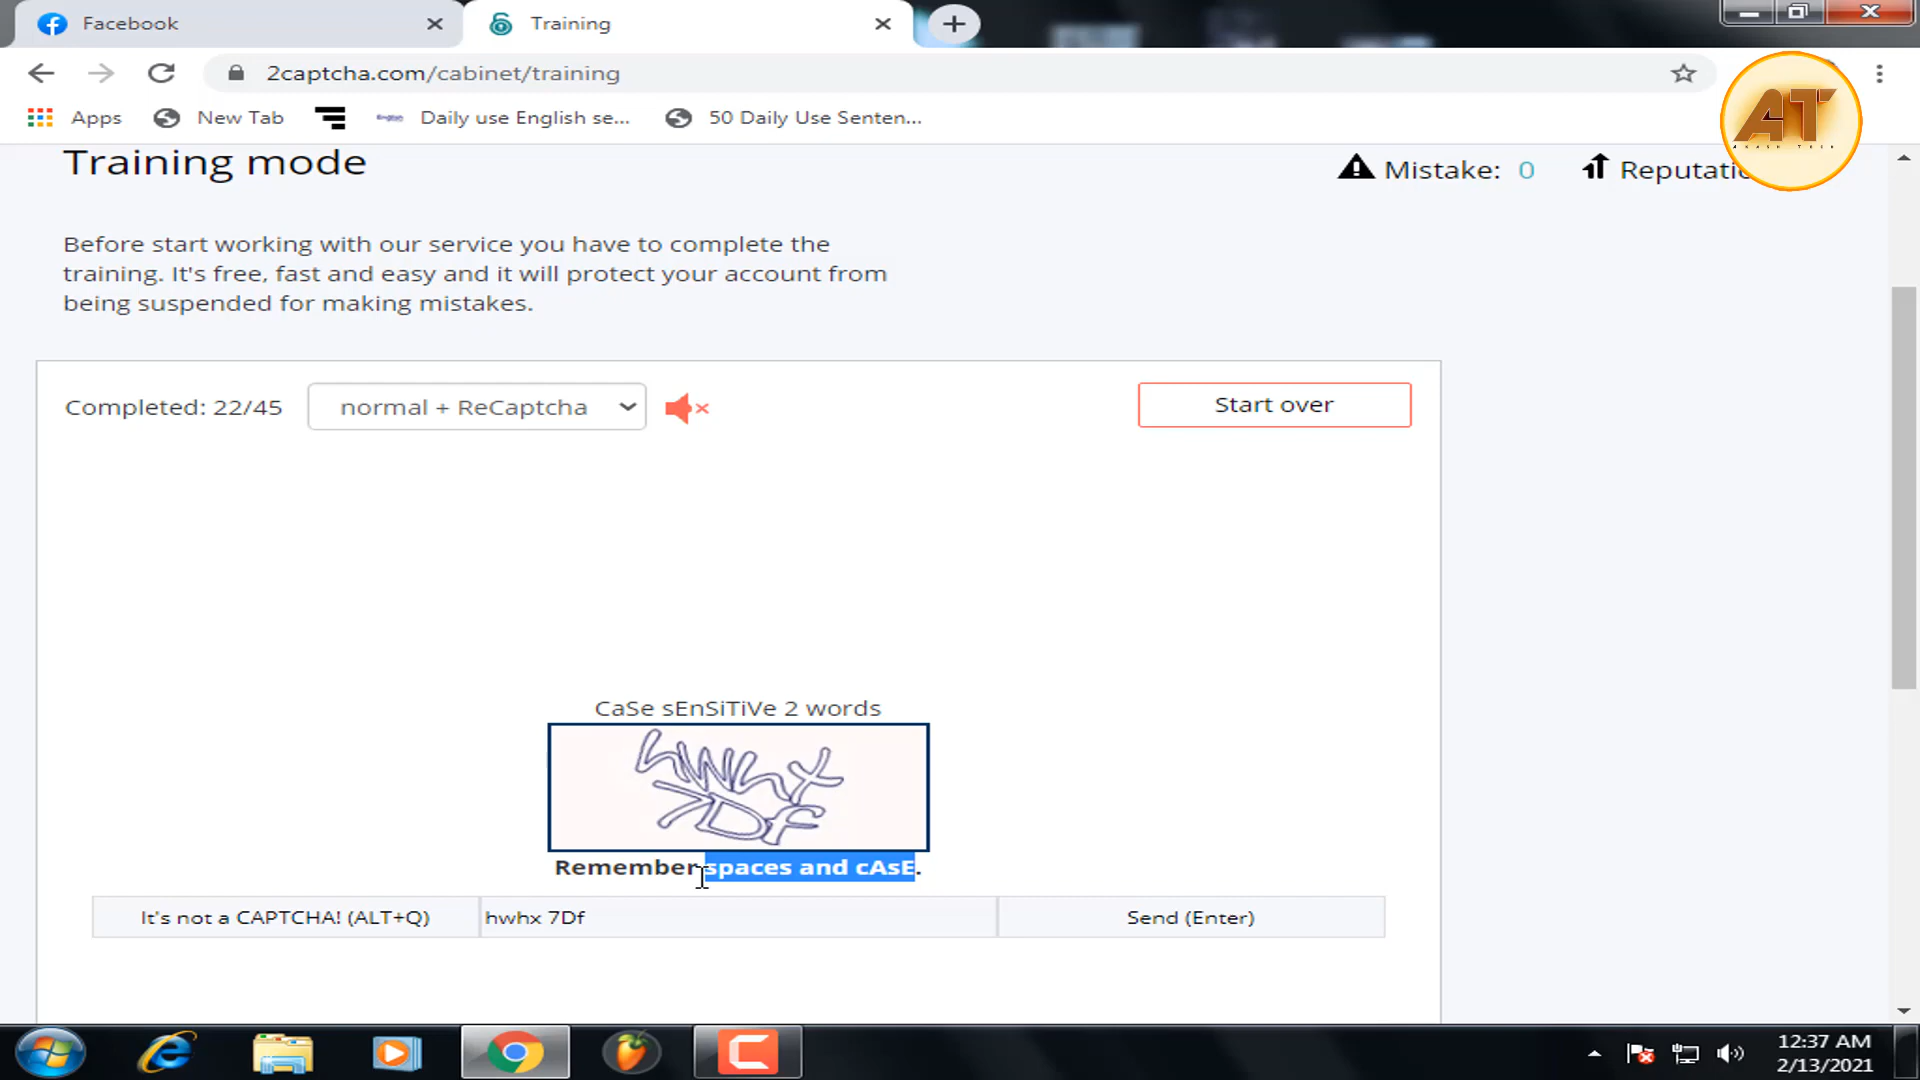 Facebook
Training
2captcha.com/cabinet/training
Apps
New Tab
Daily use English se...
50 Daily Use Senten...
AT
Training mode
Mistake: 0
Before start working with our service you have to complete the
training. It's free, fast and easy and it will protect your account from
being suspended for making mistakes.
Completed: 22/45
normal + ReCaptcha
Start over
CaSe sEnSiTiVe 2 words
Remember spaces and cAsE.
It's not a CAPTCHA! (ALT+Q)
hwhx 7Df
Send (Enter)
12:37 AM
2/13/2021